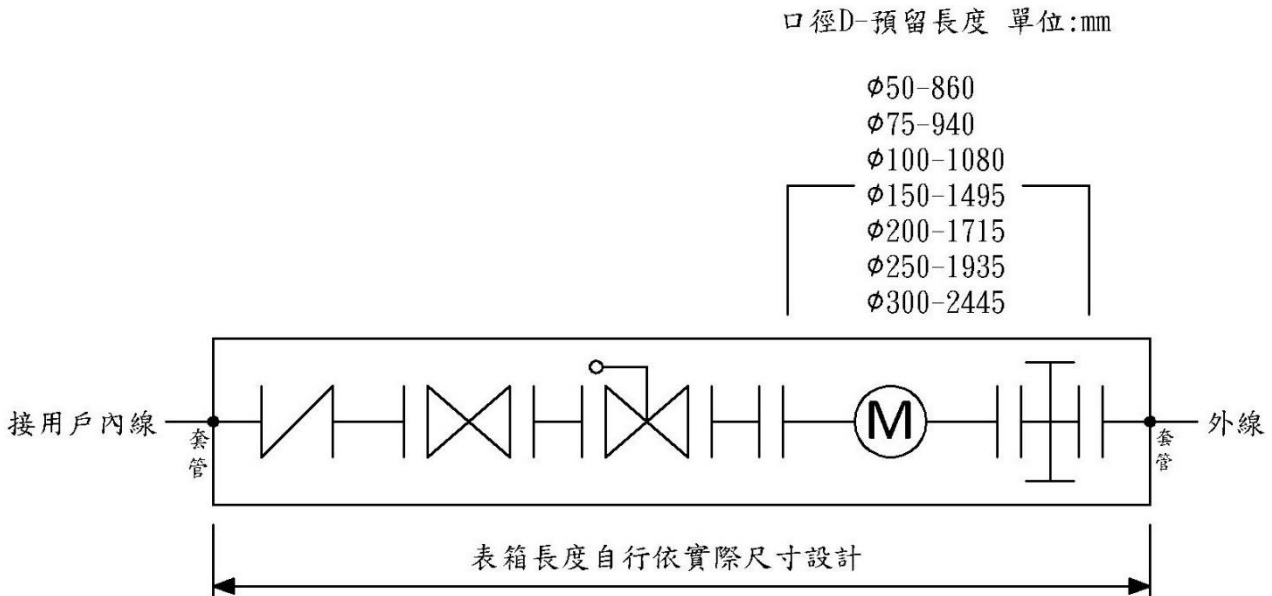 口徑D-預留長度 單位:mm
φ50-860
φ75-940
φ100-1080
φ150-1495
φ200-1715
φ250-1935
φ300-2445
接用戶內線
套管
M
套管
外線
表箱長度自行依實際尺寸設計